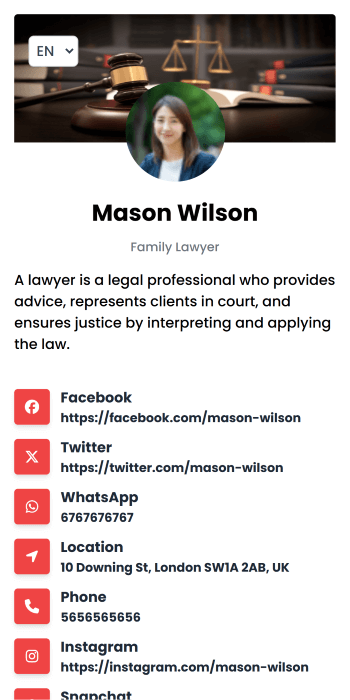 EN
Mason Wilson
Family Lawyer
A lawyer is a legal professional who provides
advice, represents clients in court, and
ensures justice by interpreting and applying
the law.
Facebook
https://facebook.com/mason-wilson
Twitter
https://twitter.com/mason-wilson
WhatsApp
6767676767
Location
10 Downing St, London SW1A 2AB, UK
Phone
5656565656
Instagram
https://instagram.com/mason-wilson
Snapchat